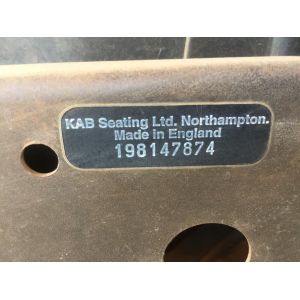 KAB Seating Ltd. Northampton.
Made in England
198147874